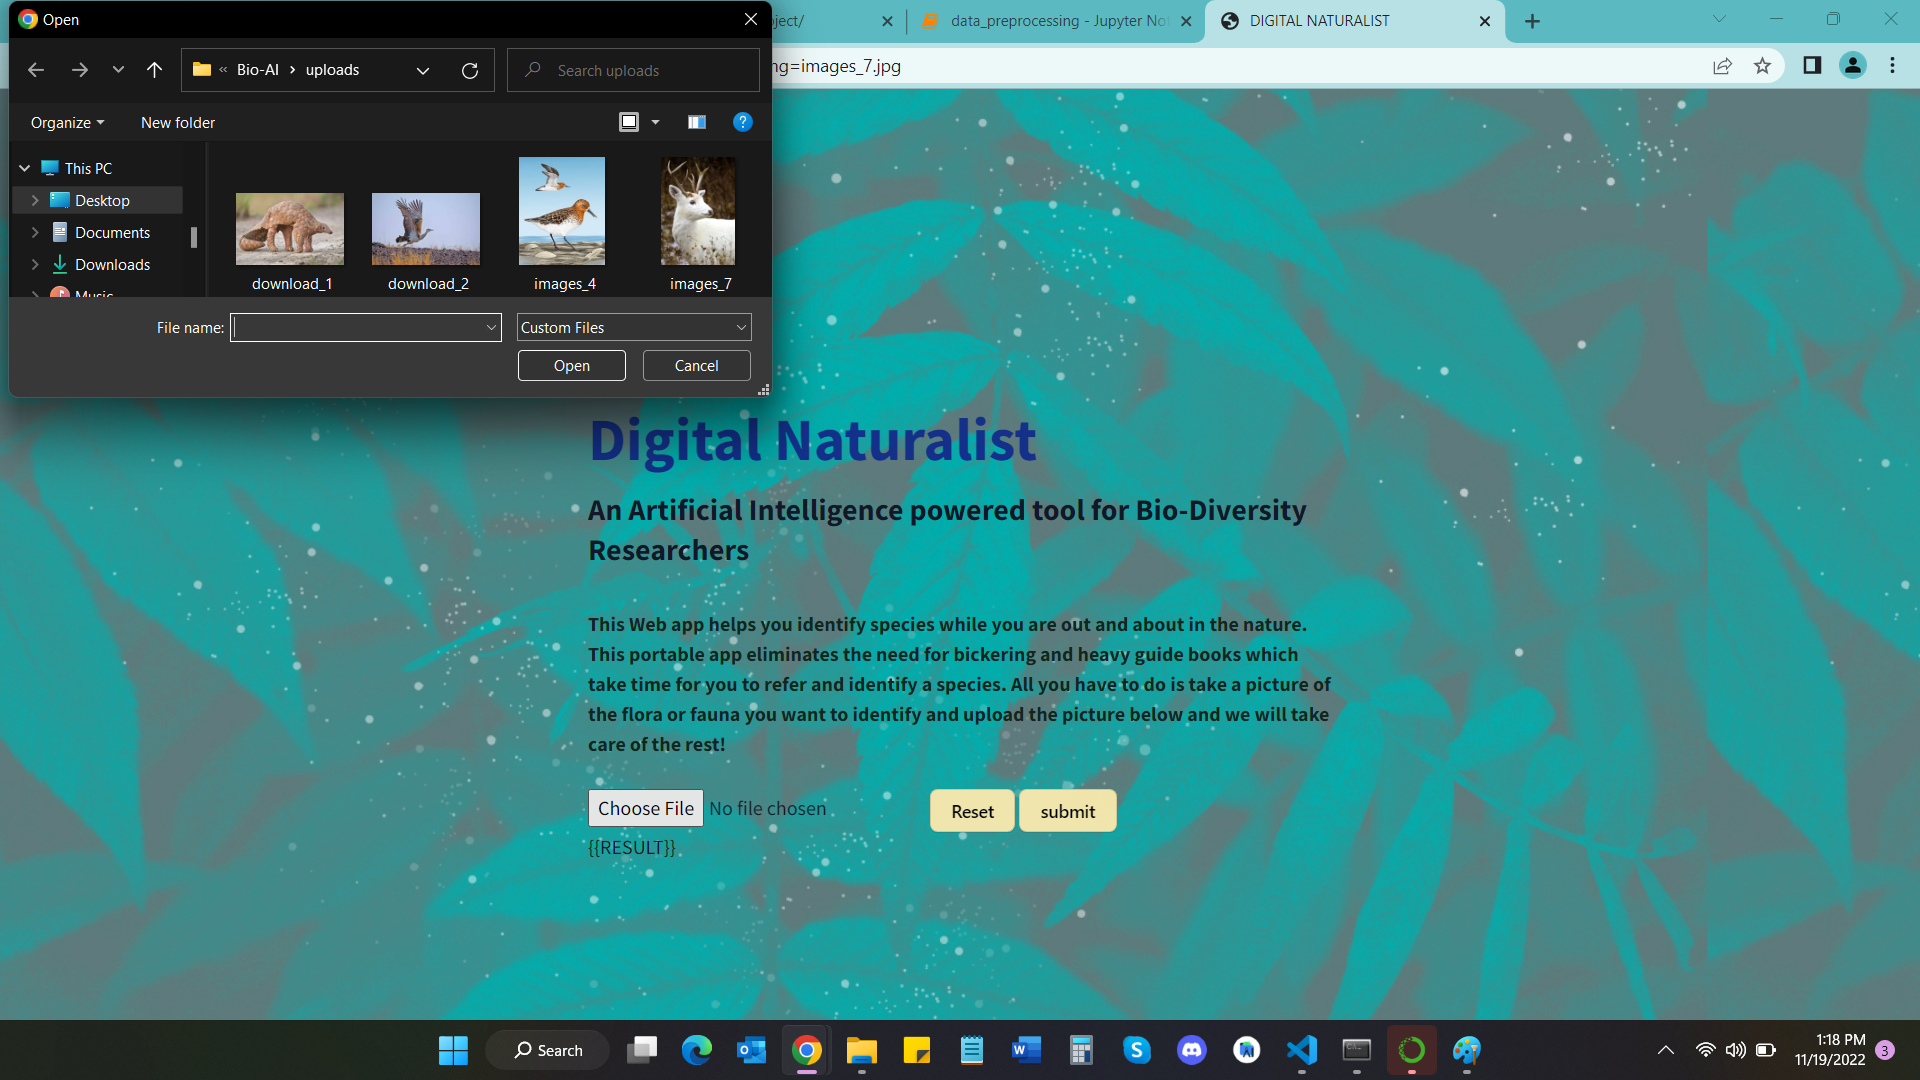 Open
oject/
data_preprocessing - Jupyter No
DIGITAL NATURALIST
« Bio-AI › uploads
Search uploads
ng=images_7.jpg
Organize
New folder
?
This PC
Desktop
Documents
Downloads
Music
download_1
download_2
images_4
images_7
File name:
Custom Files
Open
Cancel
Digital Naturalist
An Artificial Intelligence powered tool for Bio-Diversity
Researchers
This Web app helps you identify species while you are out and about in the nature.
This portable app eliminates the need for bickering and heavy guide books which
take time for you to refer and identify a species. All you have to do is take a picture of
the flora or fauna you want to identify and upload the picture below and we will take
care of the rest!
Choose File No file chosen
Reset
submit
{{RESULT}}
Search
1:18 PM
11/19/2022
3